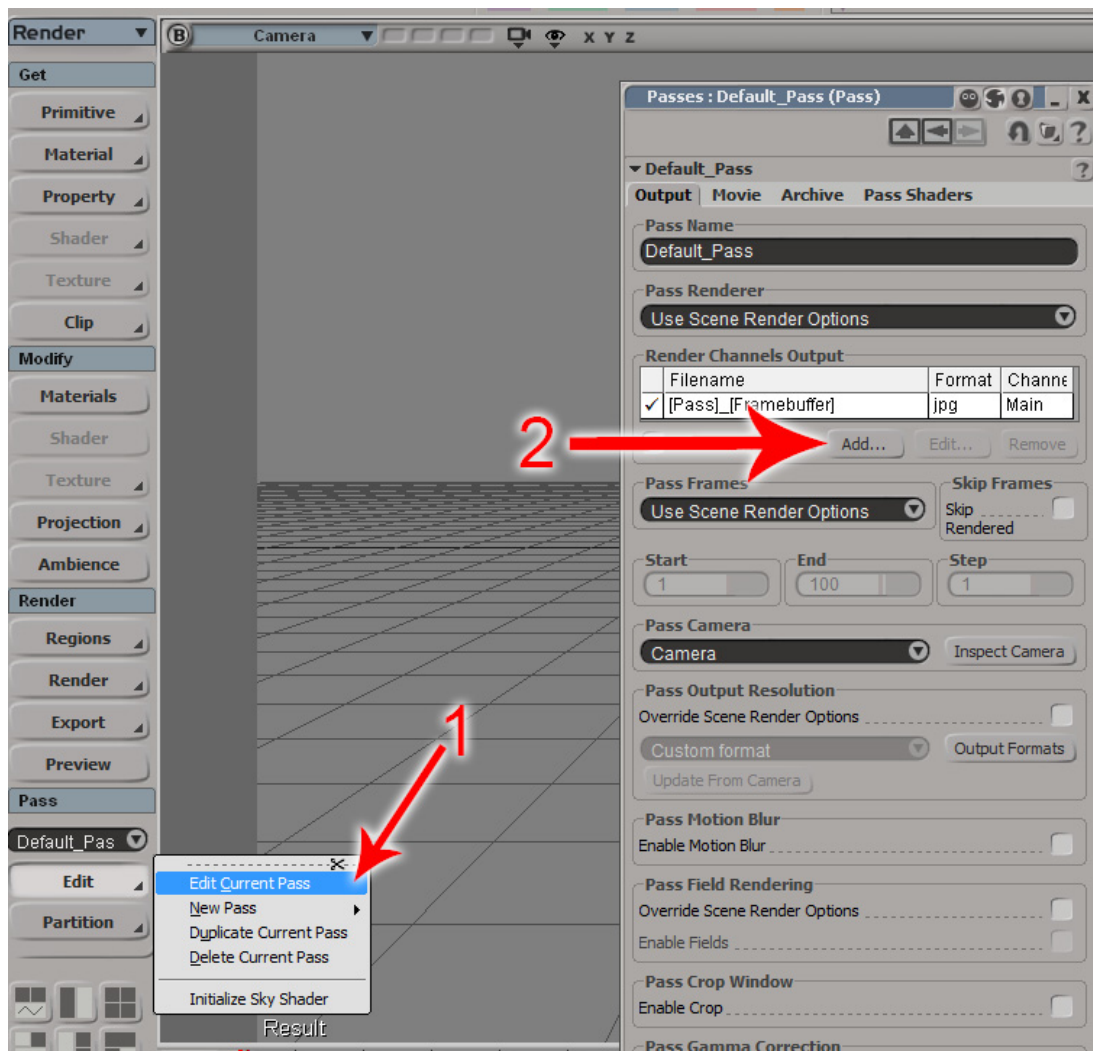 Render
B Camera X Y Z
Get
Primitive
Material
Property
Shader
Texture
Clip
Modify
Materials
Shader
Texture
Projection
Ambience
Render
Regions
Render
Export
Preview
Pass
Default_Pas
Edit
Partition
Edit Current Pass
New Pass
Duplicate Current Pass
Delete Current Pass
Initialize Sky Shader
Result
1
2
Passes : Default_Pass (Pass)
Default_Pass
Output Movie Archive Pass Shaders
Pass Name
Default_Pass
Pass Renderer
Use Scene Render Options
Render Channels Output
Filename Format Channe
[Pass]_[Framebuffer] jpg Main
Add... Edit... Remove
Pass Frames
Use Scene Render Options
Skip Frames
Skip
Rendered
Start End Step
1 100 1
Pass Camera
Camera Inspect Camera
Pass Output Resolution
Override Scene Render Options
Custom format Output Formats
Update From Camera
Pass Motion Blur
Enable Motion Blur
Pass Field Rendering
Override Scene Render Options
Enable Fields
Pass Crop Window
Enable Crop
Pass Gamma Correction